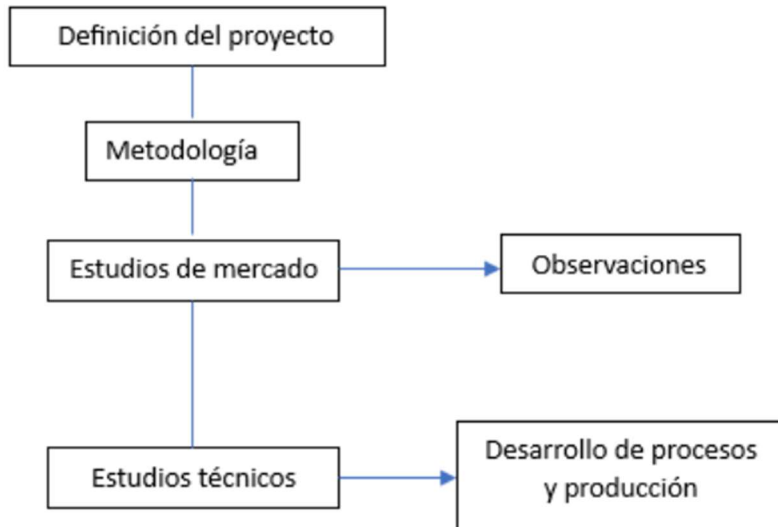 Definición del proyecto
Metodología
Estudios de mercado
Observaciones
Estudios técnicos
Desarrollo de procesos
y producción